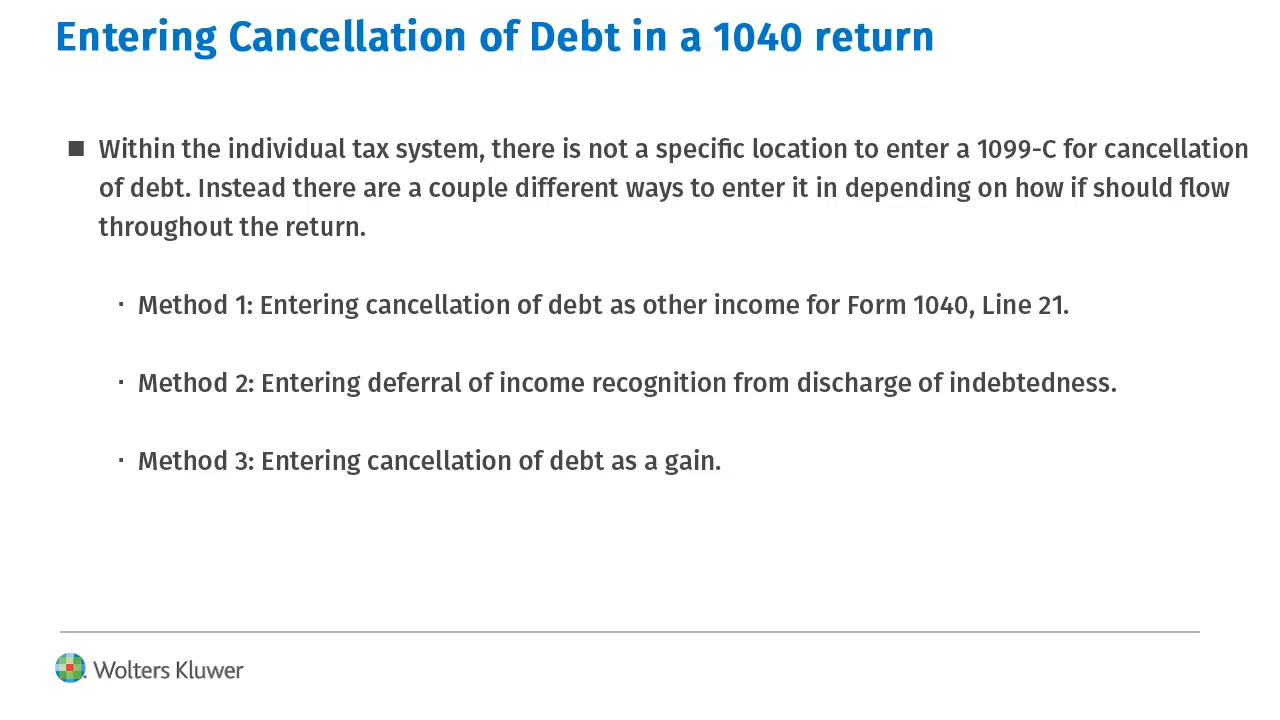 Entering Cancellation of Debt in a 1040 return
■ Within the individual tax system, there is not a specific location to enter a 1099-C for cancellation
of debt. Instead there are a couple different ways to enter it in depending on how if should flow
throughout the return.
· Method 1: Entering cancellation of debt as other income for Form 1040, Line 21.
· Method 2: Entering deferral of income recognition from discharge of indebtedness.
· Method 3: Entering cancellation of debt as a gain.
Wolters Kluwer